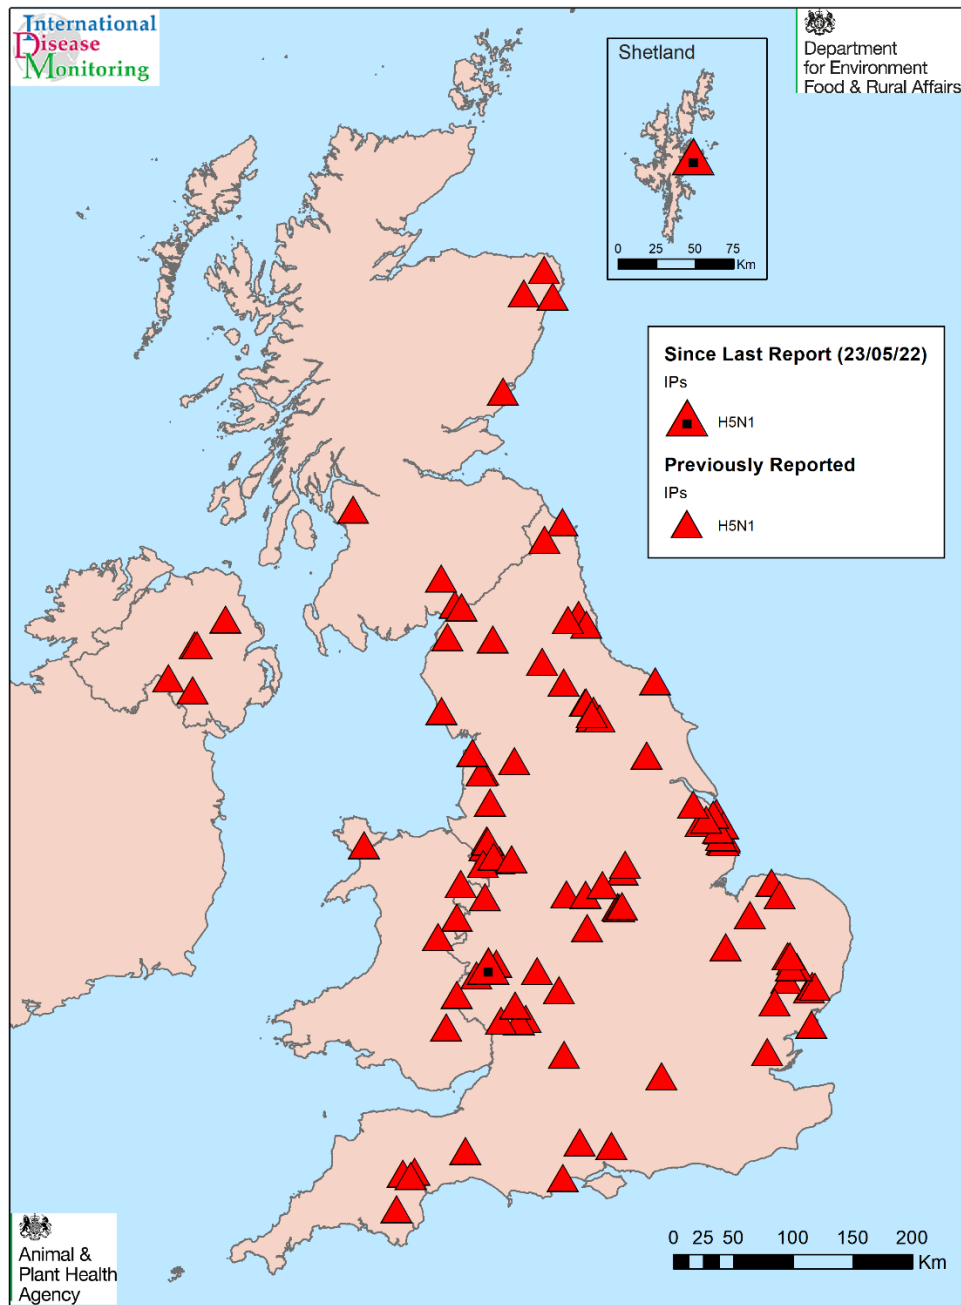 International
Disease
Monitoring
Department
for Environment
Food & Rural Affairs
Shetland
0 25 50 75
Km
Since Last Report (23/05/22)
IPs
H5N1
Previously Reported
IPs
H5N1
Animal &
Plant Health
Agency
0 25 50 100 150 200
Km